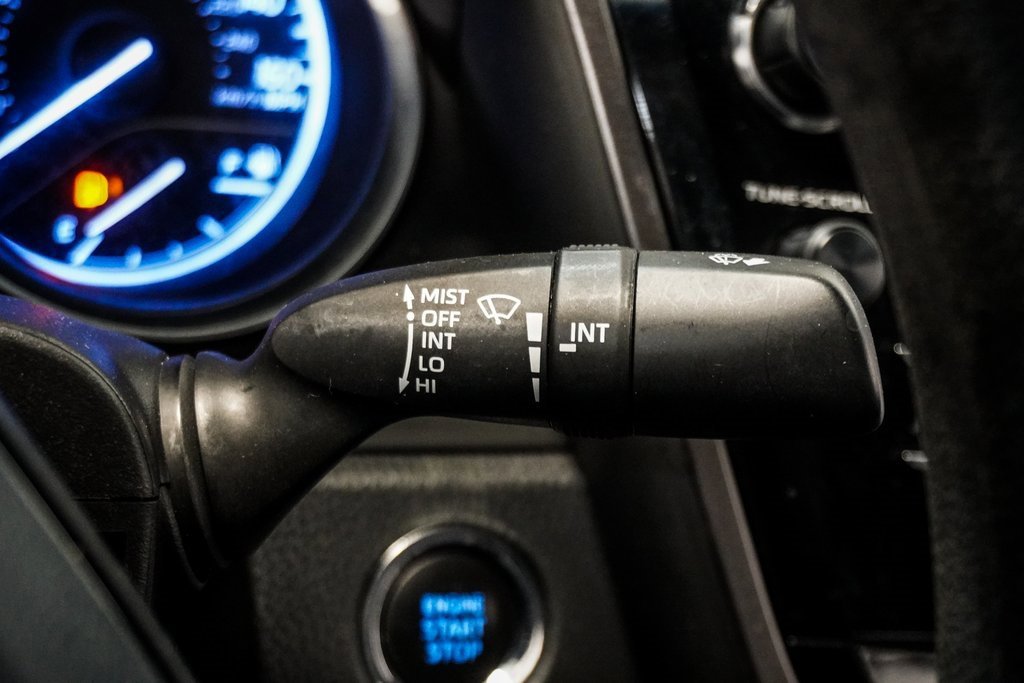 TUNE·SCROLL
MIST
OFF
INT
LO
HI
INT
E
ENGINE
START
STOP